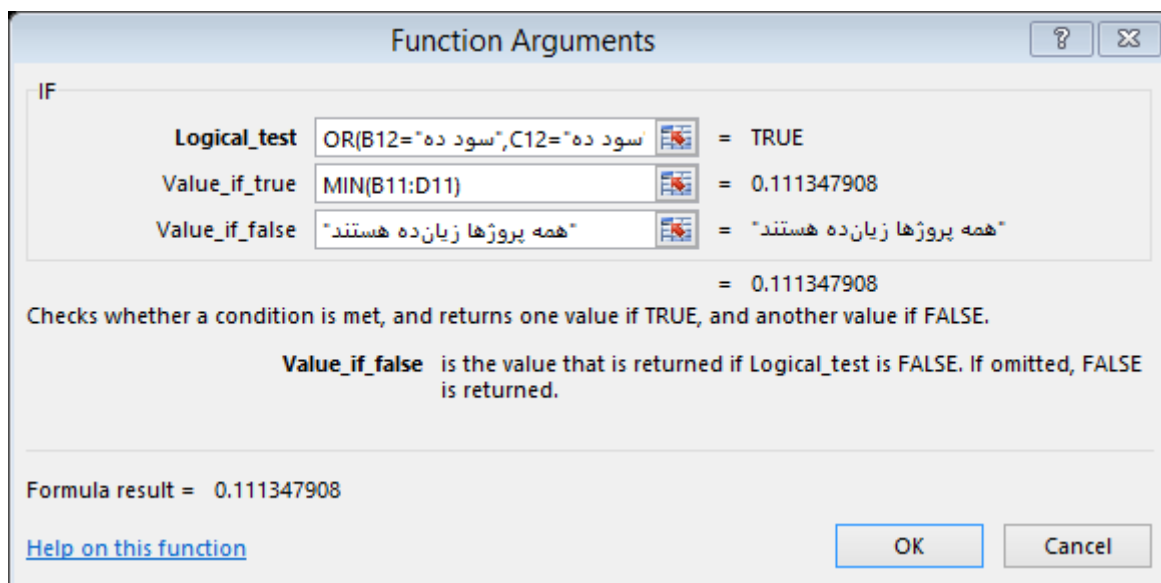 Function Arguments
IF
Logical_test OR(B12="سود ده",C12="سود ده" = TRUE
Value_if_true MIN(B11:D11) = 0.111347908
Value_if_false "همه پروژها زیان‌ده هستند" = "همه پروژها زیان‌ده هستند"
= 0.111347908
Checks whether a condition is met, and returns one value if TRUE, and another value if FALSE.
Value_if_false is the value that is returned if Logical_test is FALSE. If omitted, FALSE
is returned.
Formula result = 0.111347908
Help on this function OK Cancel